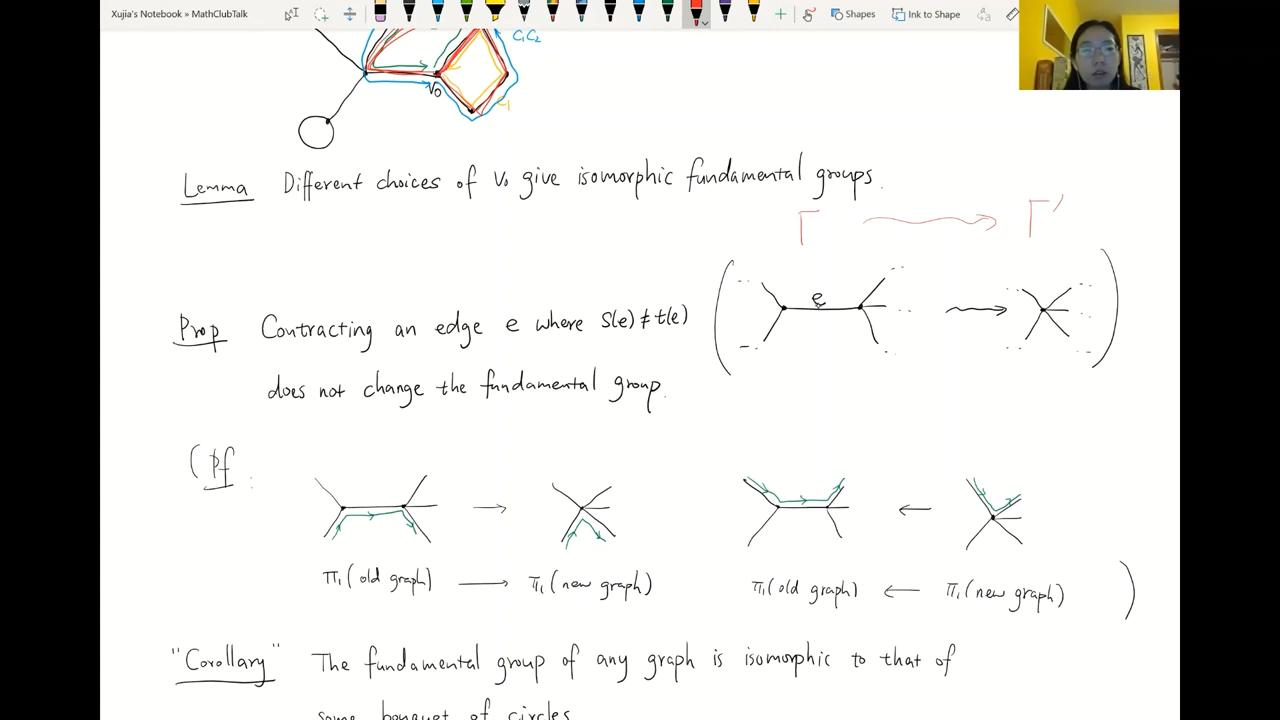 Xujia's Notebook » MathClubTalk
Shapes
Ink to Shape
C₁C₂
V₀
-1
Lemma Different choices of V₀ give isomorphic fundamental groups.
Γ Γ'
e
Prop Contracting an edge e where s(e) ≠ t(e)
does not change the fundamental group.
(pf.
π₁(old graph) → π₁(new graph) π₁(old graph) ← π₁(new graph) )
"Corollary" The fundamental group of any graph is isomorphic to that of
some bouquet of circles